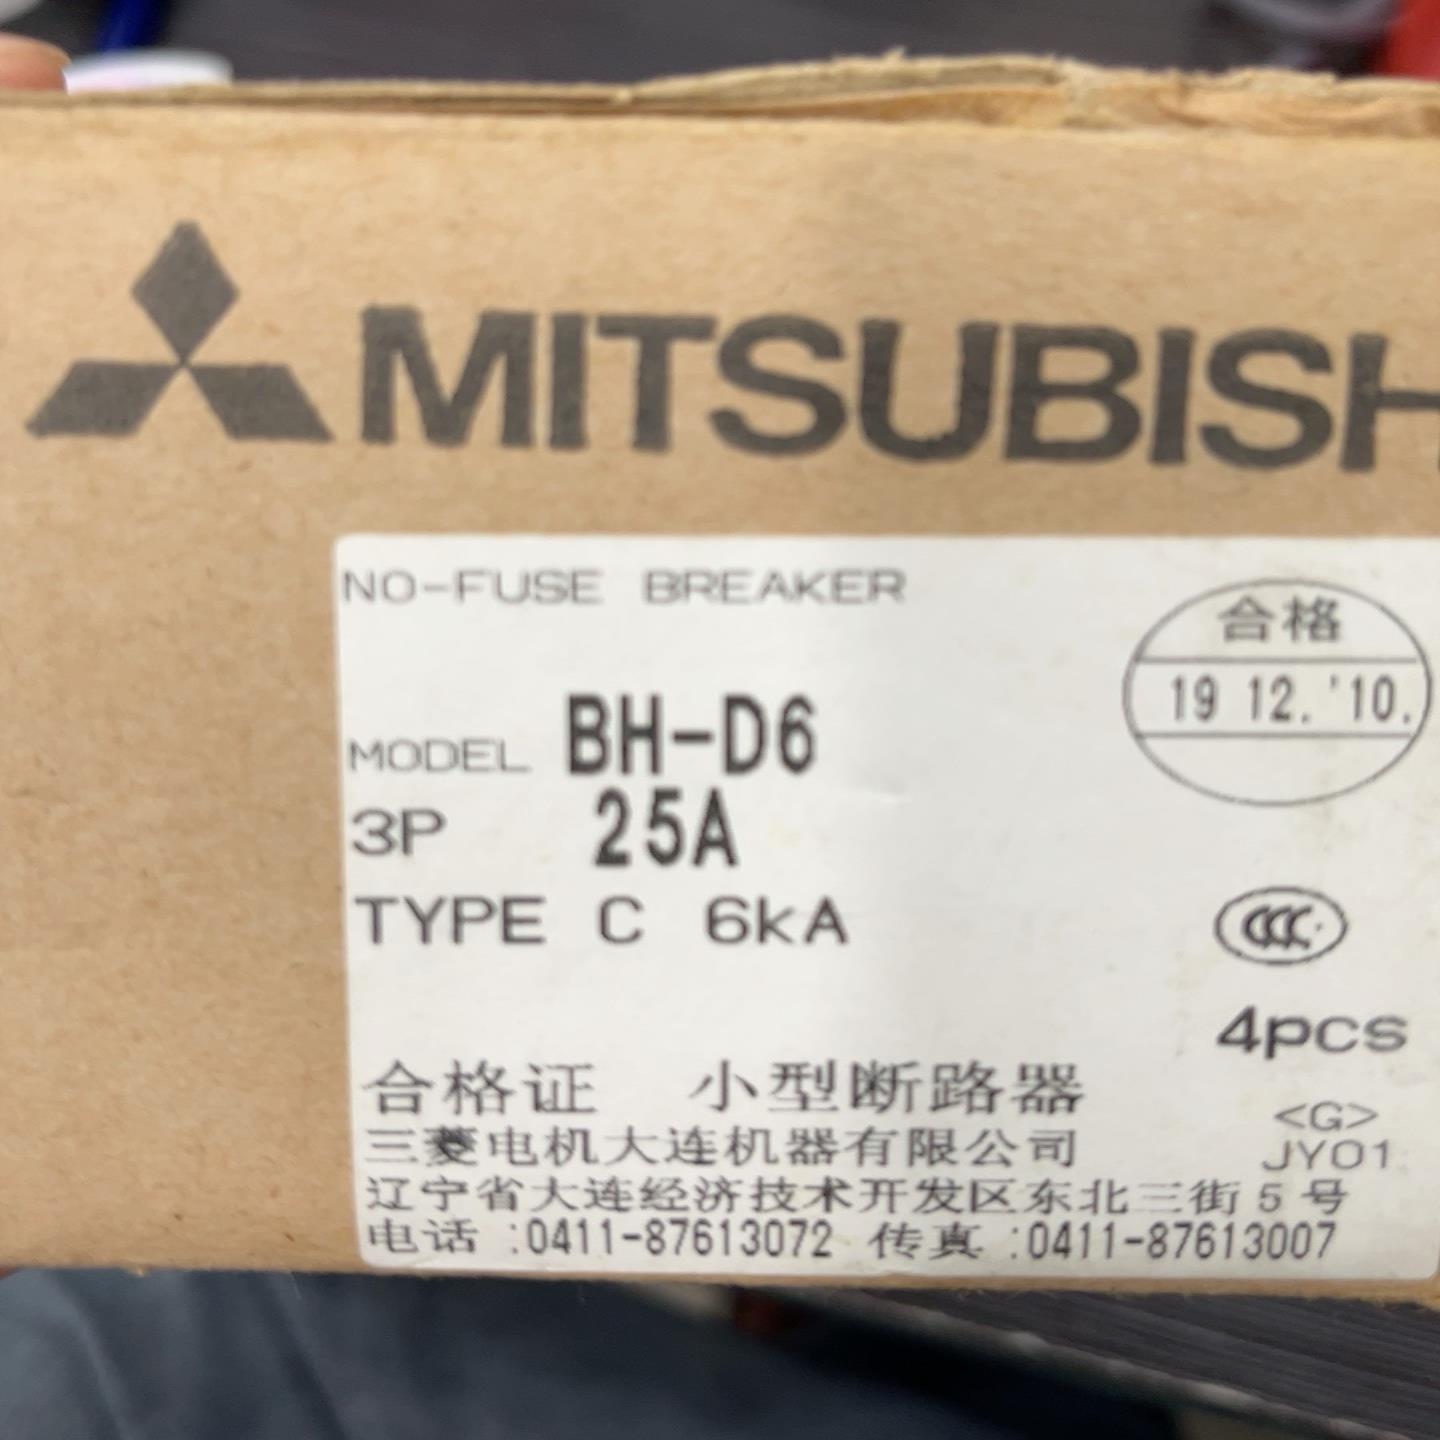 MITSUBISH
NO-FUSE BREAKER
合格
19 12.'10.
MODEL BH-D6
3P 25A
TYPE C 6kA
CCC
4pcs
合格证 小型断路器
<G>
三菱电机大连机器有限公司
JY01
辽宁省大连经济技术开发区东北三街5号
电话:0411-87613072 传真:0411-87613007